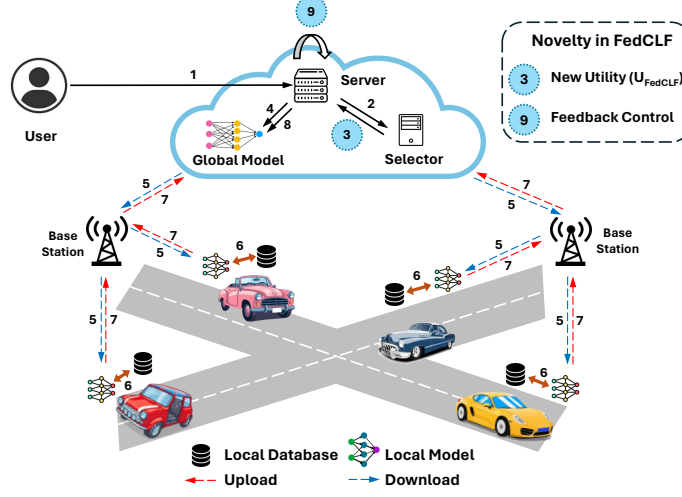 9
Novelty in FedCLF
3 New Utility (U_FedCLF)
9 Feedback Control
1
Server
User
4
8
2
3
Global Model
Selector
5
7
7
5
Base
Station
7
5
6
6
5
7
Base
Station
5
7
6
6
5
7
Local Database
Local Model
Upload
Download